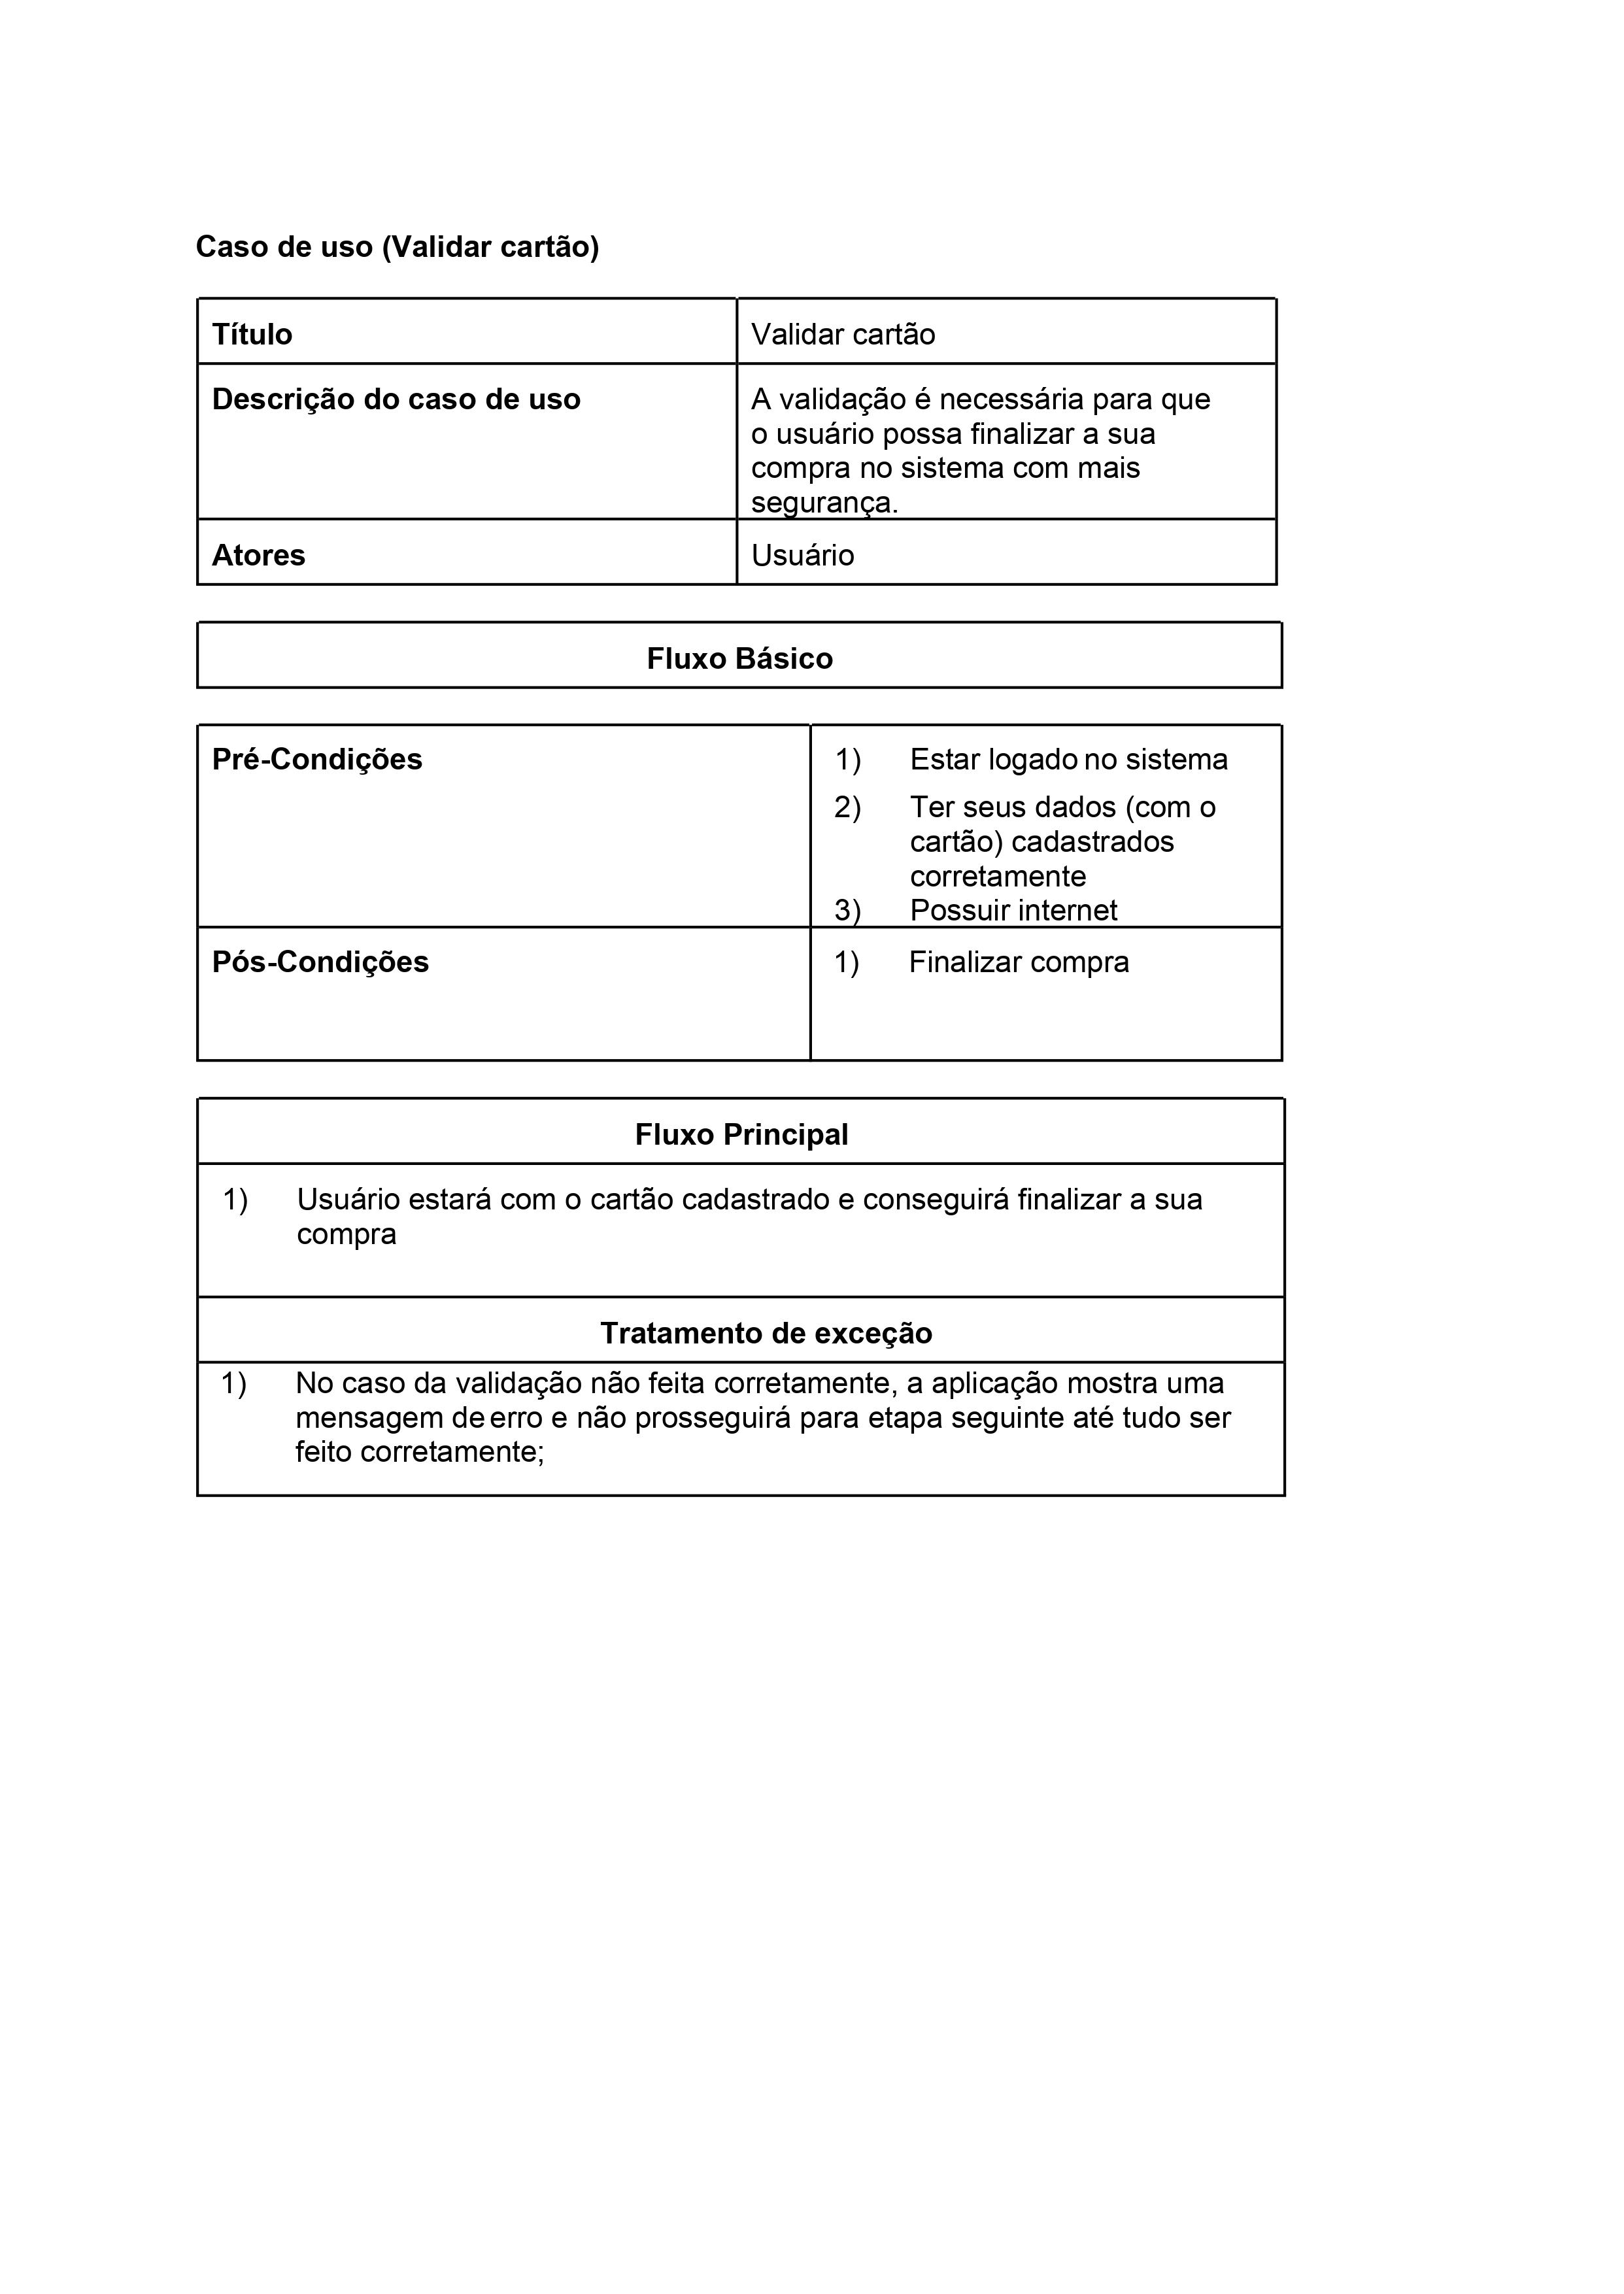 Caso de uso (Validar cartão)
Título
Validar cartão
Descrição do caso de uso
A validação é necessária para que
o usuário possa finalizar a sua
compra no sistema com mais
segurança.
Atores
Usuário
Fluxo Básico
Pré-Condições
1) Estar logado no sistema
2) Ter seus dados (com o
cartão) cadastrados
corretamente
3) Possuir internet
Pós-Condições
1) Finalizar compra
Fluxo Principal
1) Usuário estará com o cartão cadastrado e conseguirá finalizar a sua
compra
Tratamento de exceção
1) No caso da validação não feita corretamente, a aplicação mostra uma
mensagem de erro e não prosseguirá para etapa seguinte até tudo ser
feito corretamente;